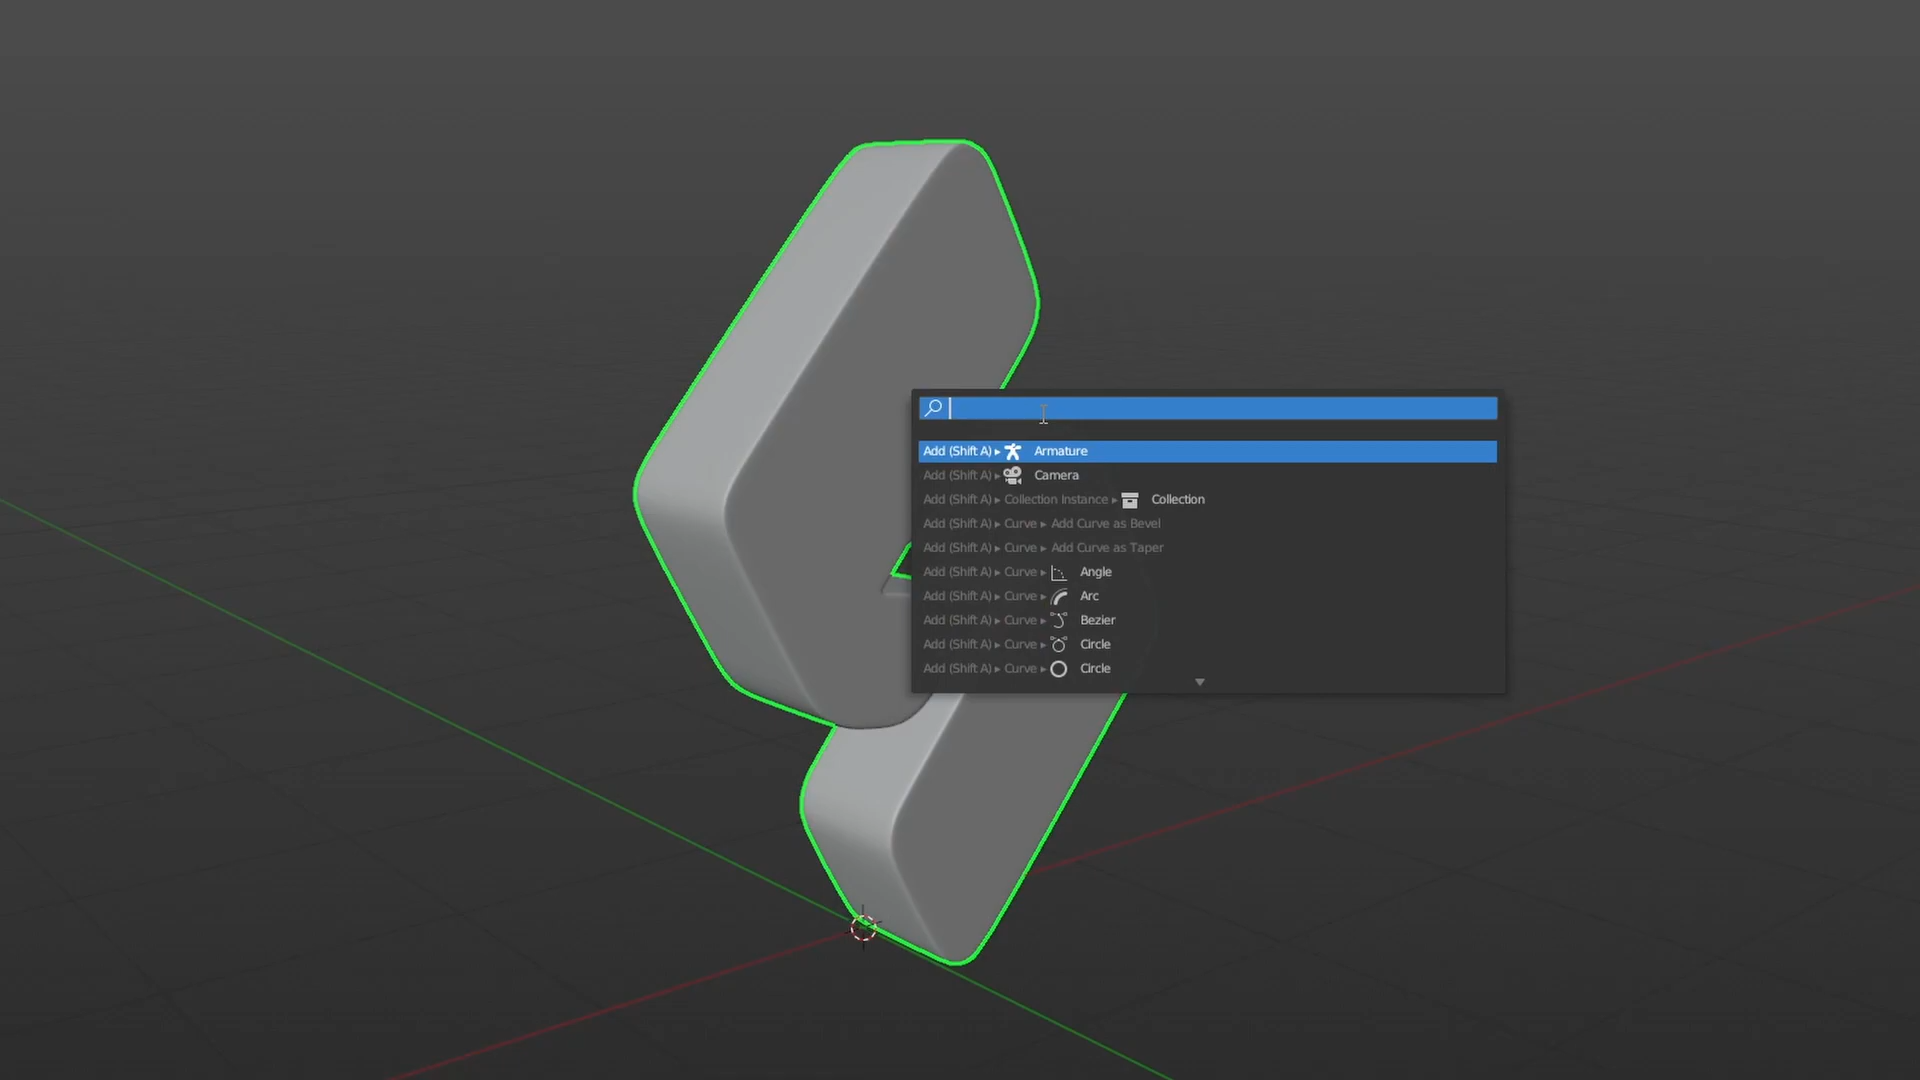 Add (Shift A) ▸ Armature
Add (Shift A) ▸ Camera
Add (Shift A) ▸ Collection Instance ▸ Collection
Add (Shift A) ▸ Curve ▸ Add Curve as Bevel
Add (Shift A) ▸ Curve ▸ Add Curve as Taper
Add (Shift A) ▸ Curve ▸ Angle
Add (Shift A) ▸ Curve ▸ Arc
Add (Shift A) ▸ Curve ▸ Bezier
Add (Shift A) ▸ Curve ▸ Circle
Add (Shift A) ▸ Curve ▸ Circle